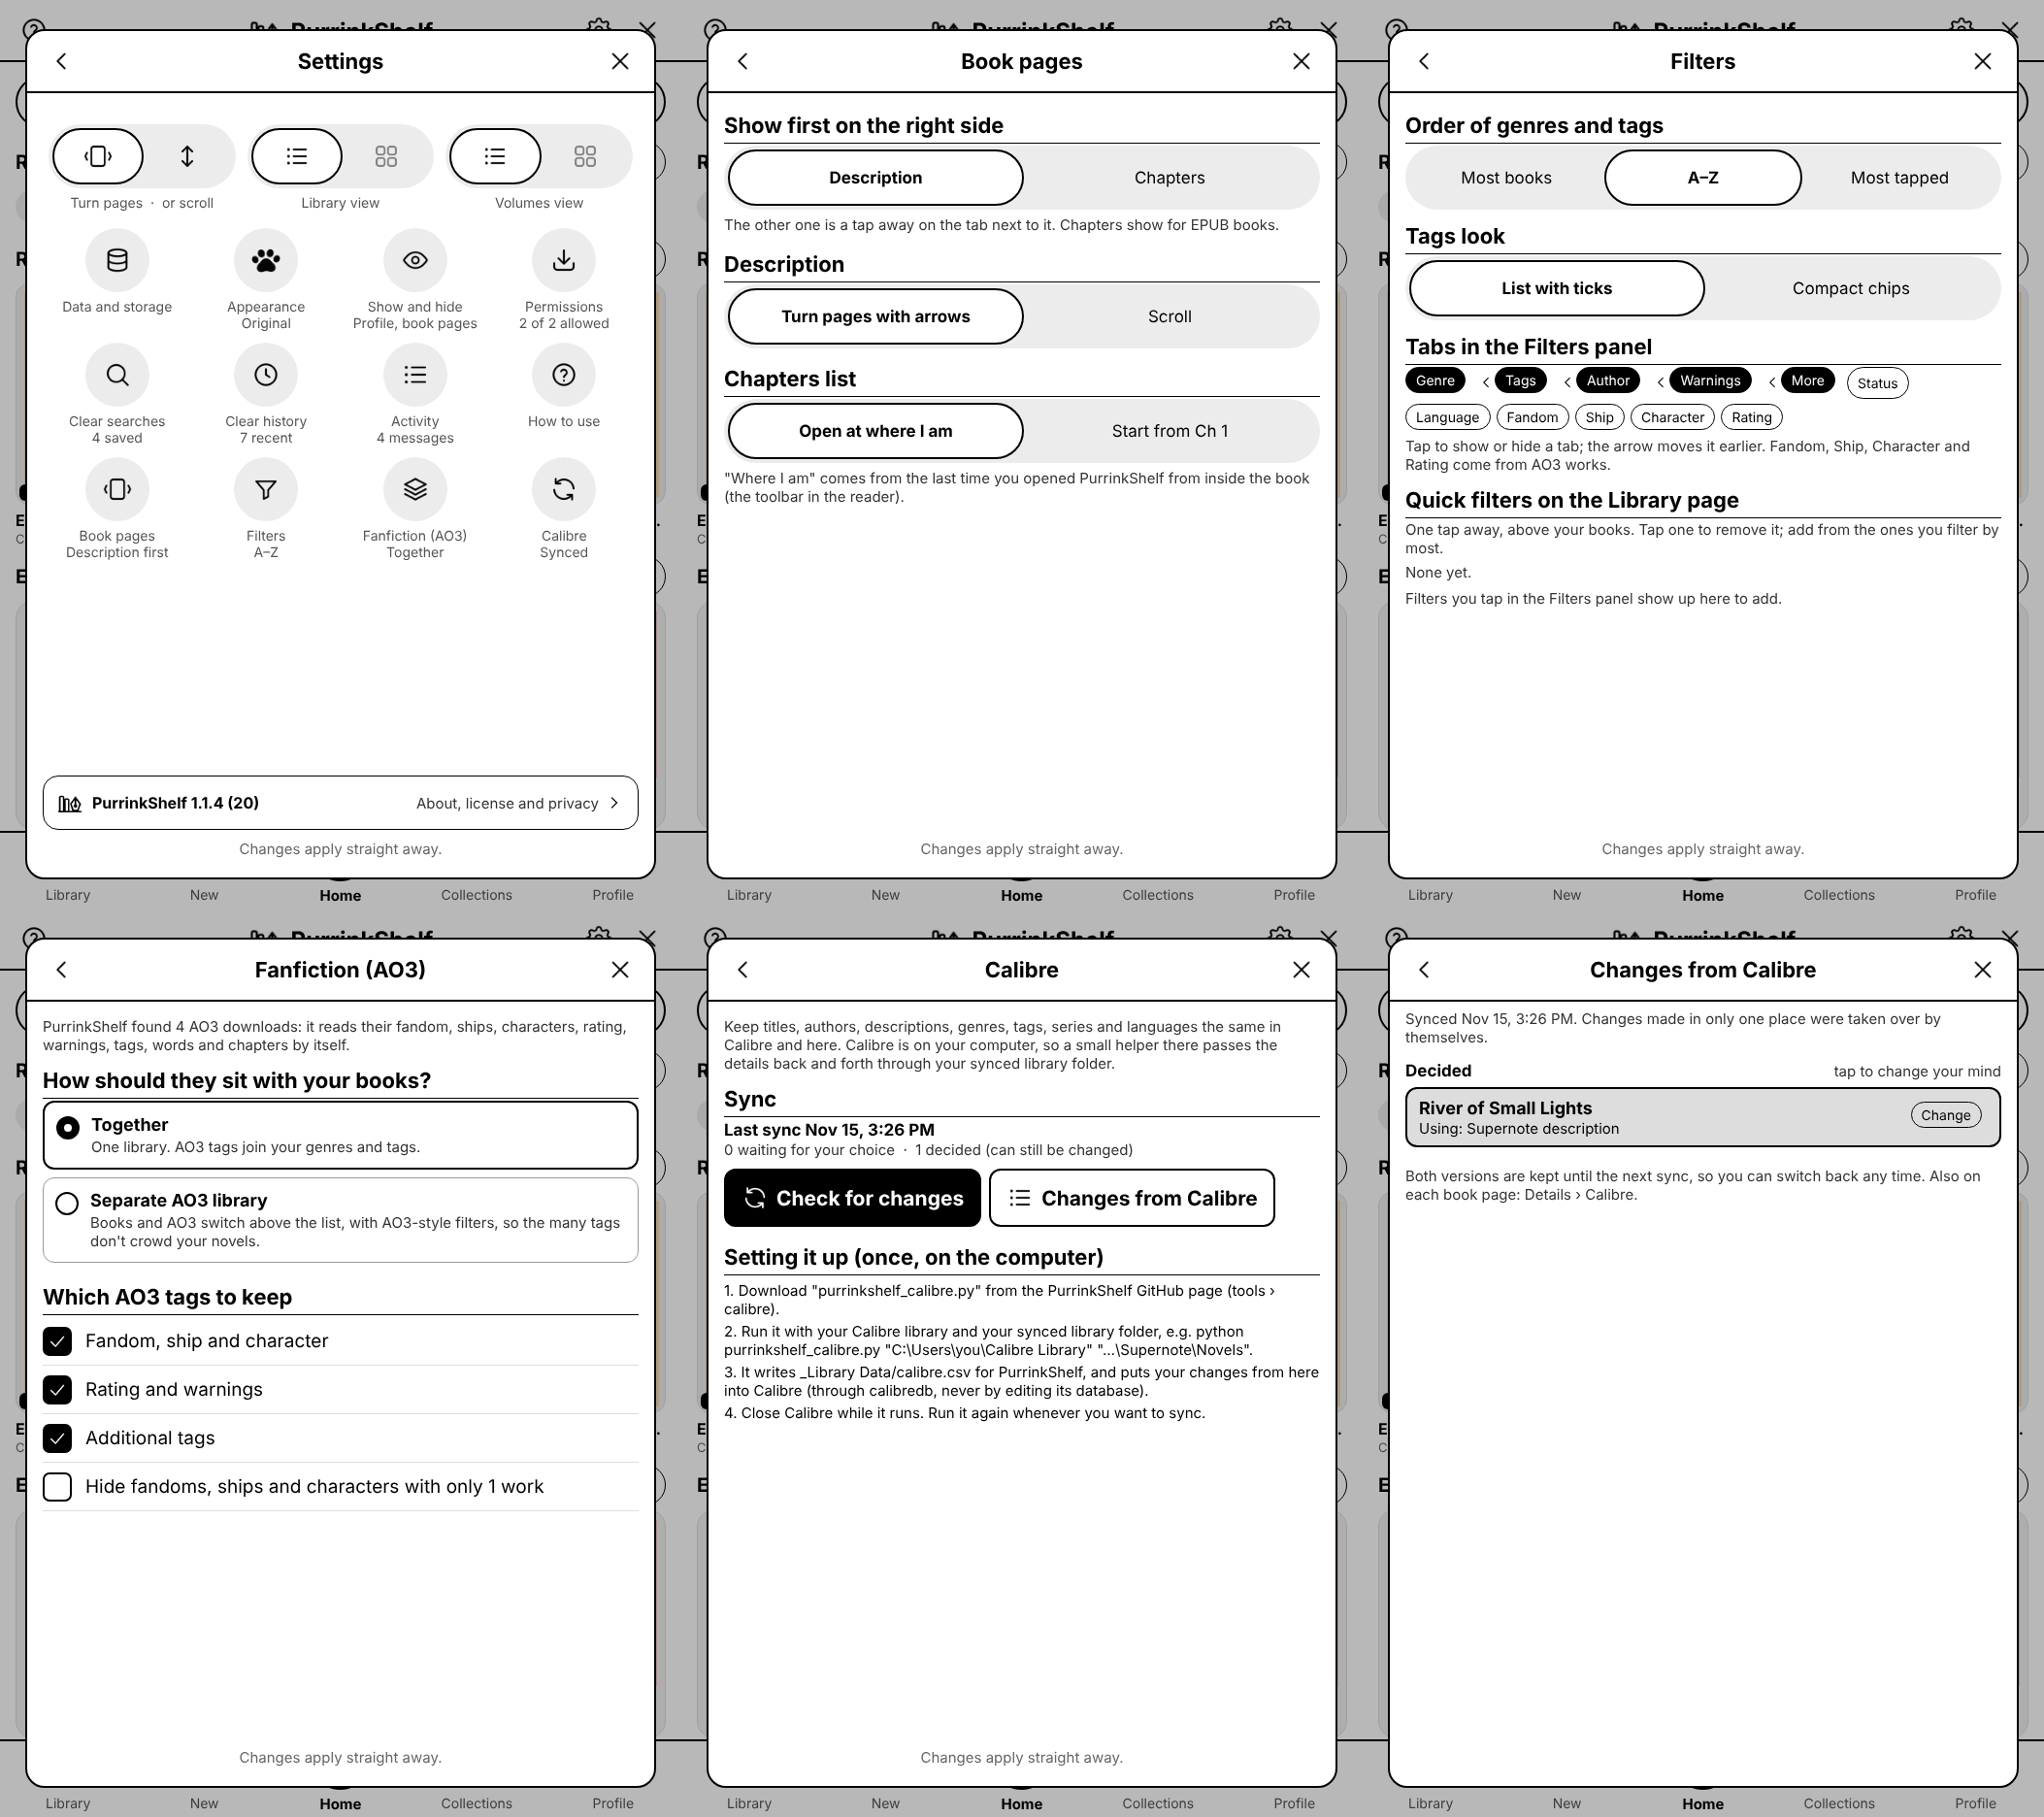 PurrinkShelf
Settings
Turn pages · or scroll
Library view
Volumes view
Data and storage
Appearance
Original
Show and hide
Profile, book pages
Permissions
2 of 2 allowed
Clear searches
4 saved
Clear history
7 recent
Activity
4 messages
How to use
Book pages
Description first
Filters
A–Z
Fanfiction (AO3)
Together
Calibre
Synced
PurrinkShelf 1.1.4 (20)
About, license and privacy
Changes apply straight away.
Library
New
Home
Collections
Profile
PurrinkShelf
Book pages
Show first on the right side
Description
Chapters
The other one is a tap away on the tab next to it. Chapters show for EPUB books.
Description
Turn pages with arrows
Scroll
Chapters list
Open at where I am
Start from Ch 1
"Where I am" comes from the last time you opened PurrinkShelf from inside the book
(the toolbar in the reader).
Changes apply straight away.
Library
New
Home
Collections
Profile
PurrinkShelf
Filters
Order of genres and tags
Most books
A–Z
Most tapped
Tags look
List with ticks
Compact chips
Tabs in the Filters panel
Genre
Tags
Author
Warnings
More
Status
Language
Fandom
Ship
Character
Rating
Tap to show or hide a tab; the arrow moves it earlier. Fandom, Ship, Character and
Rating come from AO3 works.
Quick filters on the Library page
One tap away, above your books. Tap one to remove it; add from the ones you filter by
most.
None yet.
Filters you tap in the Filters panel show up here to add.
Changes apply straight away.
Library
New
Home
Collections
Profile
PurrinkShelf
Fanfiction (AO3)
PurrinkShelf found 4 AO3 downloads: it reads their fandom, ships, characters, rating,
warnings, tags, words and chapters by itself.
How should they sit with your books?
Together
One library. AO3 tags join your genres and tags.
Separate AO3 library
Books and AO3 switch above the list, with AO3-style filters, so the many tags
don't crowd your novels.
Which AO3 tags to keep
Fandom, ship and character
Rating and warnings
Additional tags
Hide fandoms, ships and characters with only 1 work
Changes apply straight away.
Library
New
Home
Collections
Profile
PurrinkShelf
Calibre
Keep titles, authors, descriptions, genres, tags, series and languages the same in
Calibre and here. Calibre is on your computer, so a small helper there passes the
details back and forth through your synced library folder.
Sync
Last sync Nov 15, 3:26 PM
0 waiting for your choice · 1 decided (can still be changed)
Check for changes
Changes from Calibre
Setting it up (once, on the computer)
1. Download "purrinkshelf_calibre.py" from the PurrinkShelf GitHub page (tools ›
calibre).
2. Run it with your Calibre library and your synced library folder, e.g. python
purrinkshelf_calibre.py "C:\Users\you\Calibre Library" "...\Supernote\Novels".
3. It writes _Library Data/calibre.csv for PurrinkShelf, and puts your changes from here
into Calibre (through calibredb, never by editing its database).
4. Close Calibre while it runs. Run it again whenever you want to sync.
Changes apply straight away.
Library
New
Home
Collections
Profile
PurrinkShelf
Changes from Calibre
Synced Nov 15, 3:26 PM. Changes made in only one place were taken over by
themselves.
Decided
tap to change your mind
River of Small Lights
Using: Supernote description
Change
Both versions are kept until the next sync, so you can switch back any time. Also on
each book page: Details › Calibre.
Library
New
Home
Collections
Profile